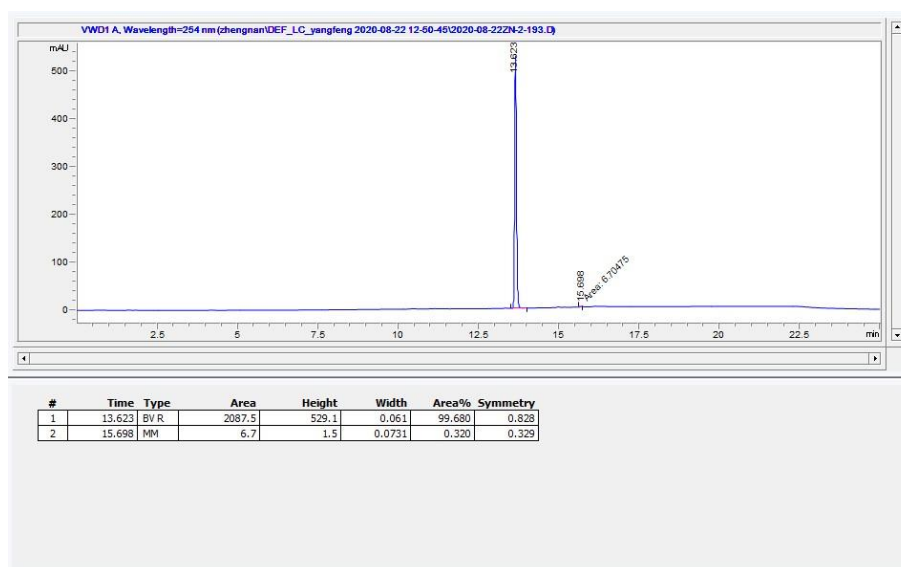 VWD1 A, Wavelength=254 nm (zhengnan\DEF_LC_yangfeng 2020-08-22 12-50-45\2020-08-22ZN-2-193.D)
mAU
13.623
500
400
300
200
100
0
15.698
Area: 6.70475
2.5 5 7.5 10 12.5 15 17.5 20 22.5 min
# Time Type Area Height Width Area% Symmetry
1 13.623 BV R 2087.5 529.1 0.061 99.680 0.828
2 15.698 MM 6.7 1.5 0.0731 0.320 0.329